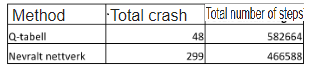 Method Total crash Total number of steps
Q-tabell 48 582664
Nevralt nettverk 299 466588